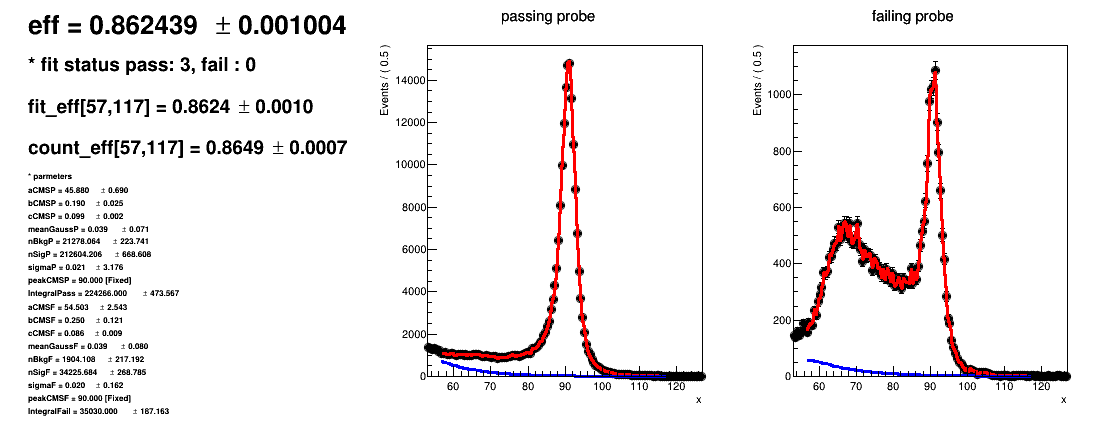 eff = 0.862439 ± 0.001004
* fit status pass: 3, fail : 0
fit_eff[57,117] = 0.8624 ± 0.0010
count_eff[57,117] = 0.8649 ± 0.0007
* parmeters
aCMSP = 45.880 ± 0.690
bCMSP = 0.190 ± 0.025
cCMSP = 0.099 ± 0.002
meanGaussP = 0.039 ± 0.071
nBkgP = 21278.064 ± 223.741
nSigP = 212604.206 ± 668.608
sigmaP = 0.021 ± 3.176
peakCMSP = 90.000 [Fixed]
IntegralPass = 224266.000 ± 473.567
aCMSF = 54.503 ± 2.543
bCMSF = 0.250 ± 0.121
cCMSF = 0.086 ± 0.009
meanGaussF = 0.039 ± 0.080
nBkgF = 1904.108 ± 217.192
nSigF = 34225.684 ± 268.785
sigmaF = 0.020 ± 0.162
peakCMSF = 90.000 [Fixed]
IntegralFail = 35030.000 ± 187.163
passing probe
Events / ( 0.5 )
14000
12000
10000
8000
6000
4000
2000
0
60 70 80 90 100 110 120
x
failing probe
Events / ( 0.5 )
1000
800
600
400
200
0
60 70 80 90 100 110 120
x